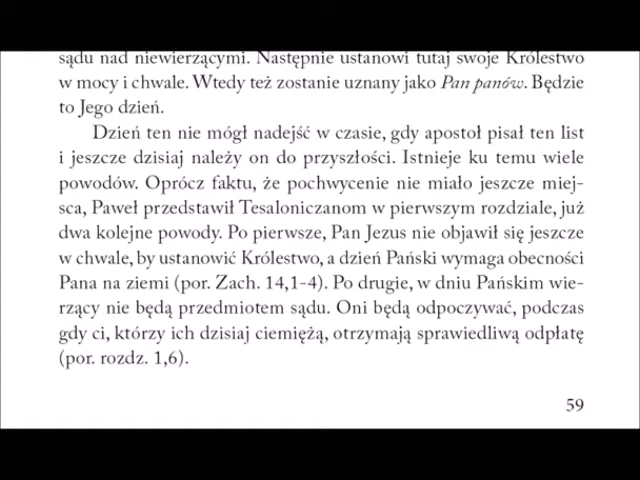 sądu nad niewierzącymi. Następnie ustanowi tutaj swoje Królestwo
w mocy i chwale. Wtedy też zostanie uznany jako Pan panów. Będzie
to Jego dzień.
Dzień ten nie mógł nadejść w czasie, gdy apostoł pisał ten list
i jeszcze dzisiaj należy on do przyszłości. Istnieje ku temu wiele
powodów. Oprócz faktu, że pochwycenie nie miało jeszcze miej-
sca, Paweł przedstawił Tesaloniczanom w pierwszym rozdziale, już
dwa kolejne powody. Po pierwsze, Pan Jezus nie objawił się jeszcze
w chwale, by ustanowić Królestwo, a dzień Pański wymaga obecności
Pana na ziemi (por. Zach. 14,1-4). Po drugie, w dniu Pańskim wie-
rzący nie będą przedmiotem sądu. Oni będą odpoczywać, podczas
gdy ci, którzy ich dzisiaj ciemiężą, otrzymają sprawiedliwą odpłatę
(por. rozdz. 1,6).
59